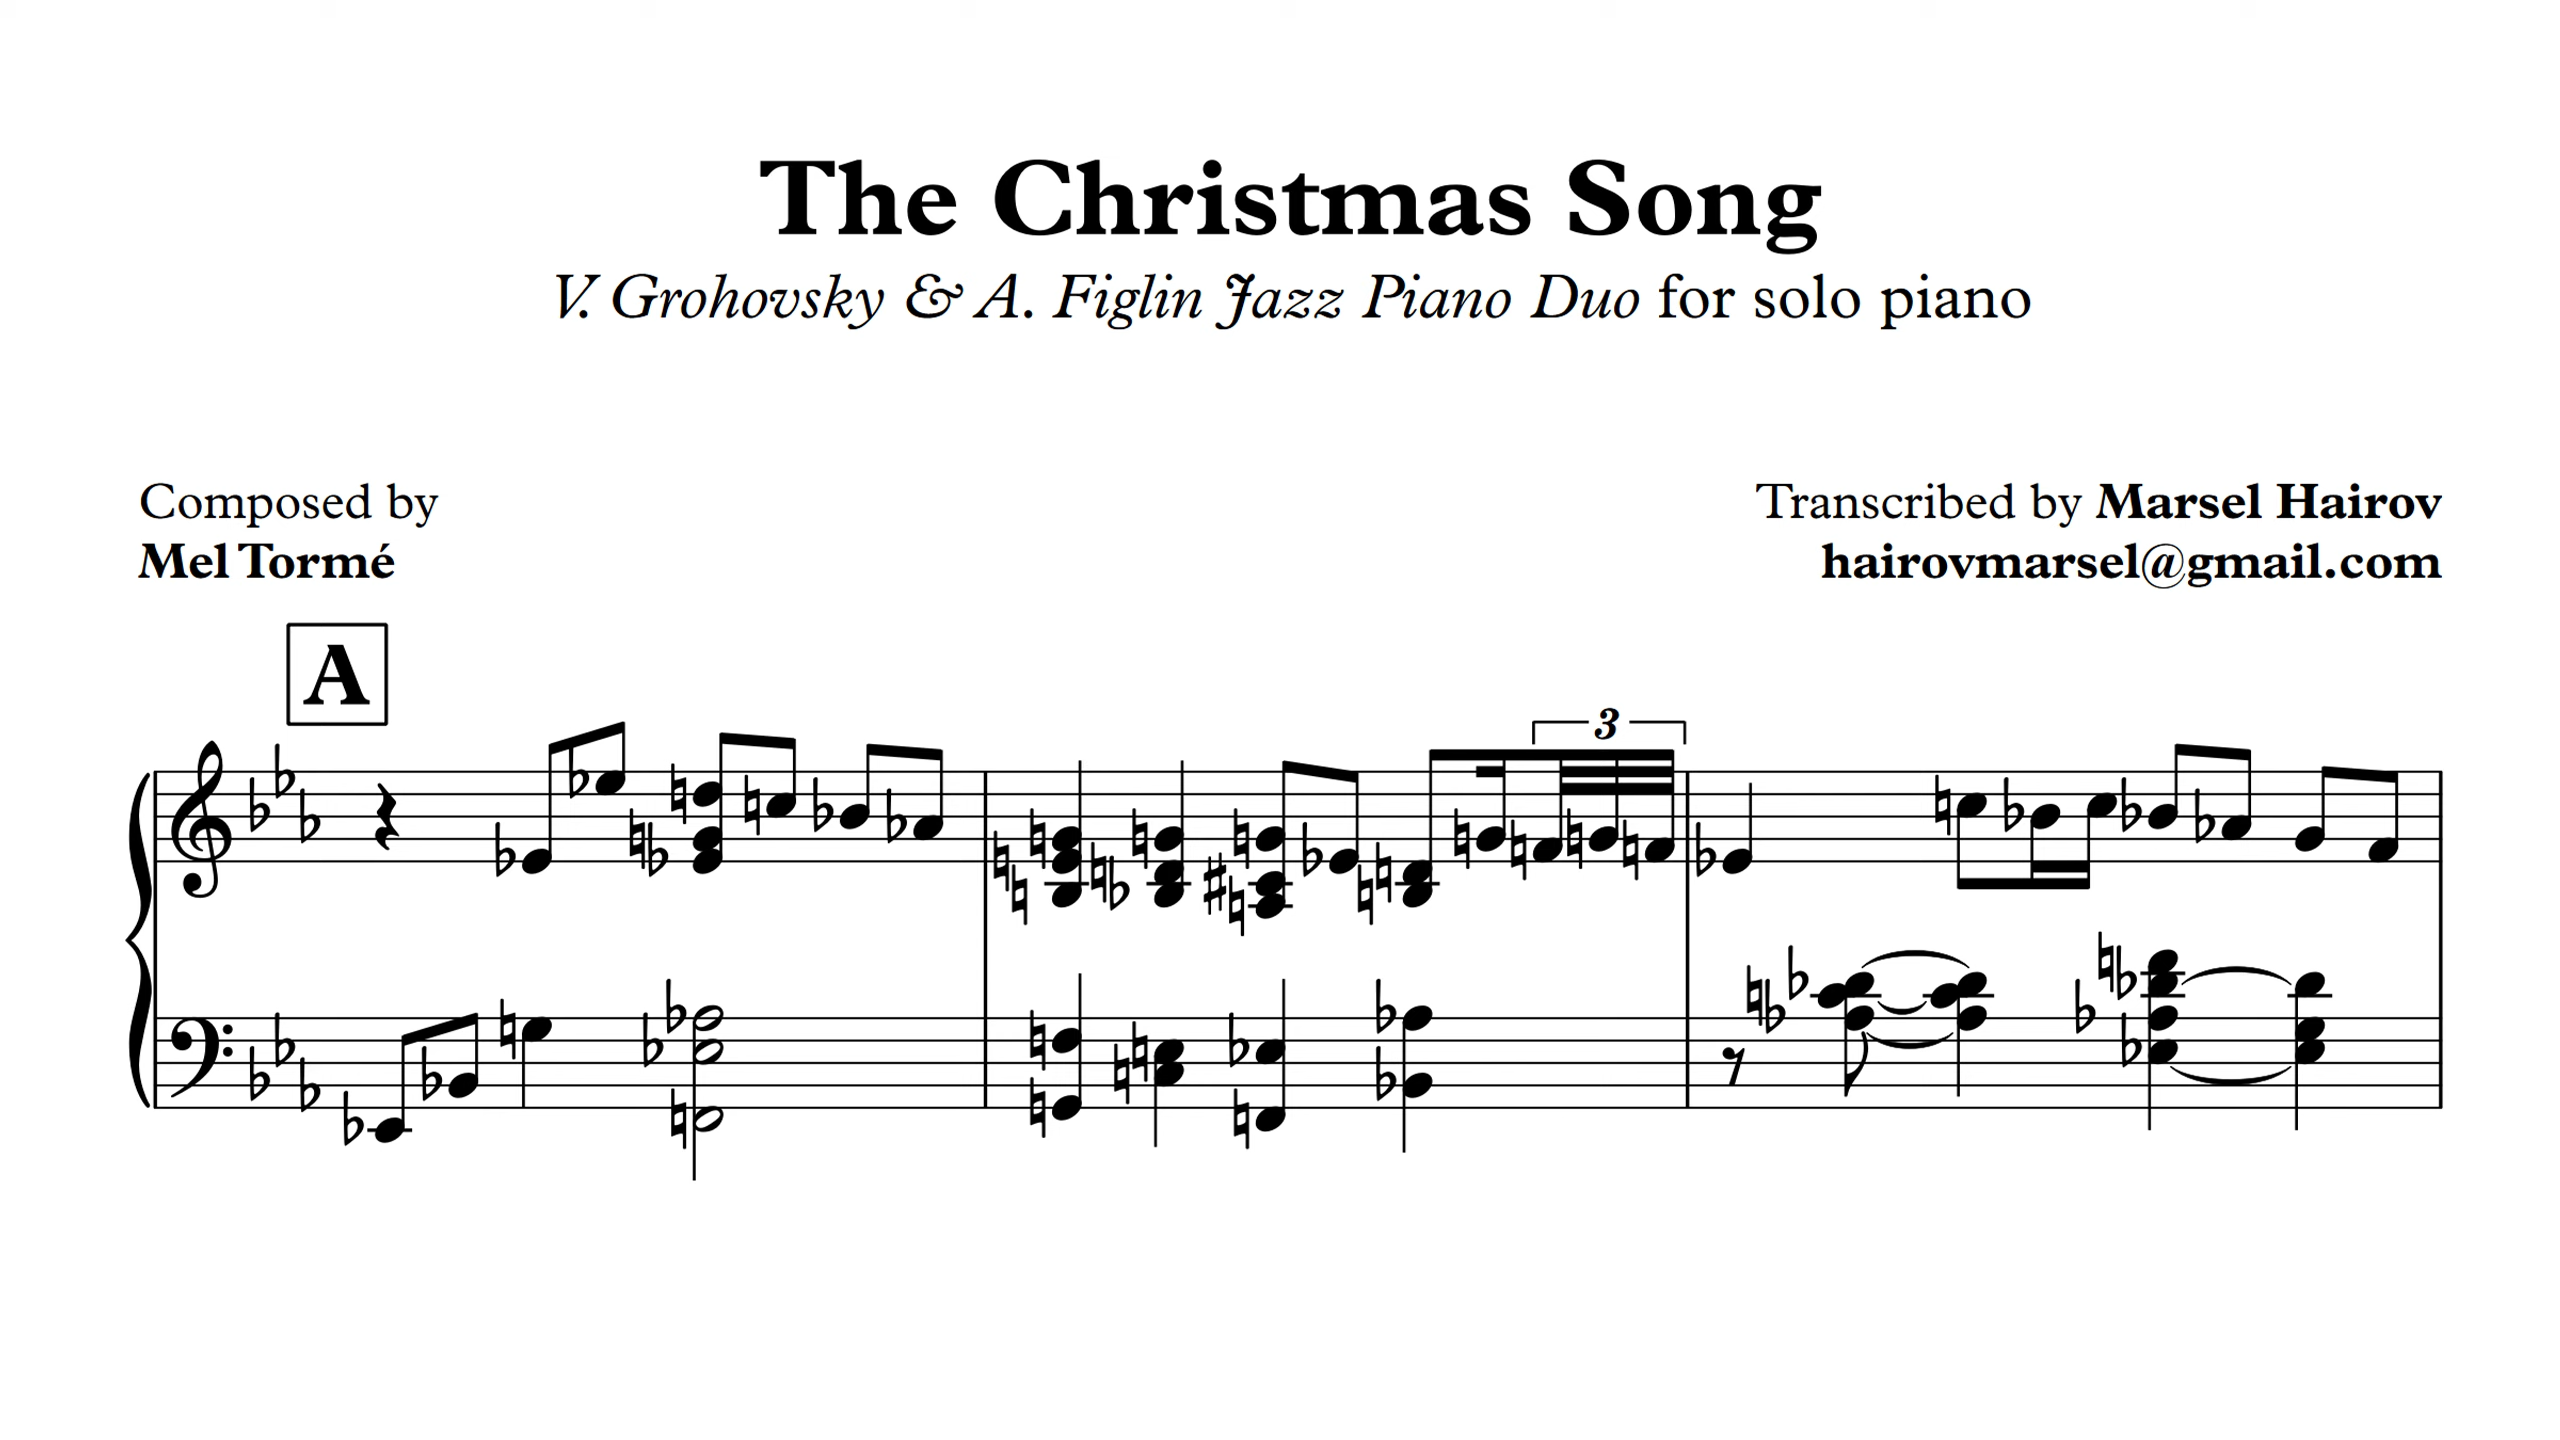 The Christmas Song
V. Grohovsky & A. Figlin Jazz Piano Duo for solo piano
Composed by
Mel Tormé
Transcribed by Marsel Hairov
hairovmarsel@gmail.com
A
3